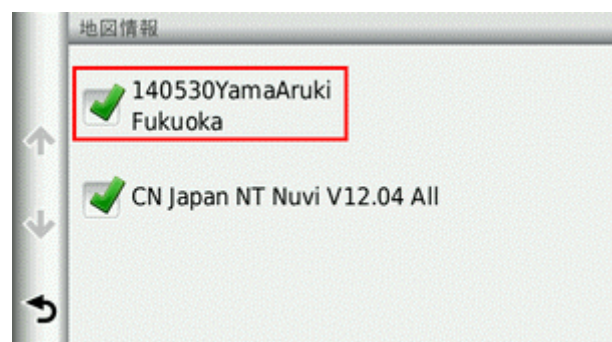 地図情報
140530YamaAruki
Fukuoka
CN Japan NT Nuvi V12.04 All